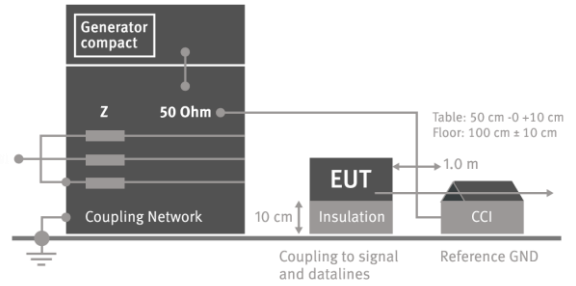 Generator
compact
Z
50 Ohm
Table: 50 cm -0 +10 cm
Floor: 100 cm ± 10 cm
1.0 m
EUT
10 cm
Insulation
CCI
Coupling Network
Coupling to signal
and datalines
Reference GND